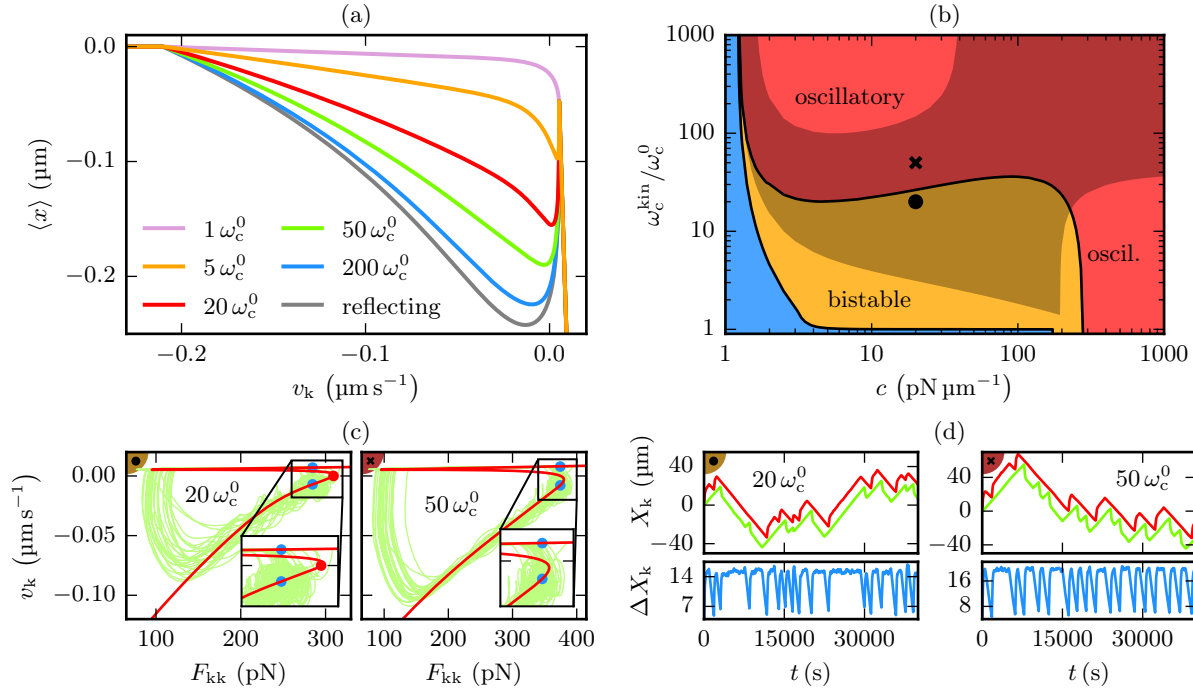 (a)
0.0
−0.1
−0.2
⟨x⟩ (µm)
1 ω_c^0
5 ω_c^0
20 ω_c^0
50 ω_c^0
200 ω_c^0
reflecting
−0.2
−0.1
0.0
v_k (µm s⁻¹)
(b)
1000
100
10
1
ω_c^kin/ω_c^0
oscillatory
bistable
oscil.
1
10
100
1000
c (pN µm⁻¹)
(c)
0.00
−0.05
−0.10
v_k (µm s⁻¹)
20 ω_c^0
50 ω_c^0
100
200
300
100
200
300
400
F_kk (pN)
F_kk (pN)
(d)
40
0
−40
X_k (µm)
20 ω_c^0
40
0
−40
50 ω_c^0
14
7
ΔX_k
20
10
0
15000
30000
0
15000
30000
t (s)
t (s)